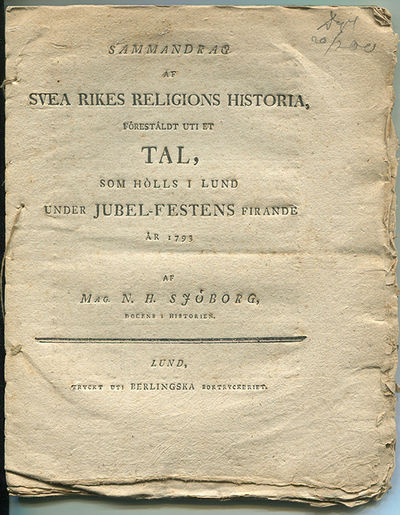 SAMMANDRAG
AF
SVEA RIKES RELIGIONS HISTORIA,
FÖRESTÅLDT UTI ET
TAL,
SOM HÖLLS I LUND
UNDER JUBEL-FESTENS FIRANDE
ÅR 1793
AF
MAG. N. H. SJÖBORG,
DOCENS I HISTORIEN.
LUND,
TRYCKT UTI BERLINGSKA BOKTRYCKERIET.